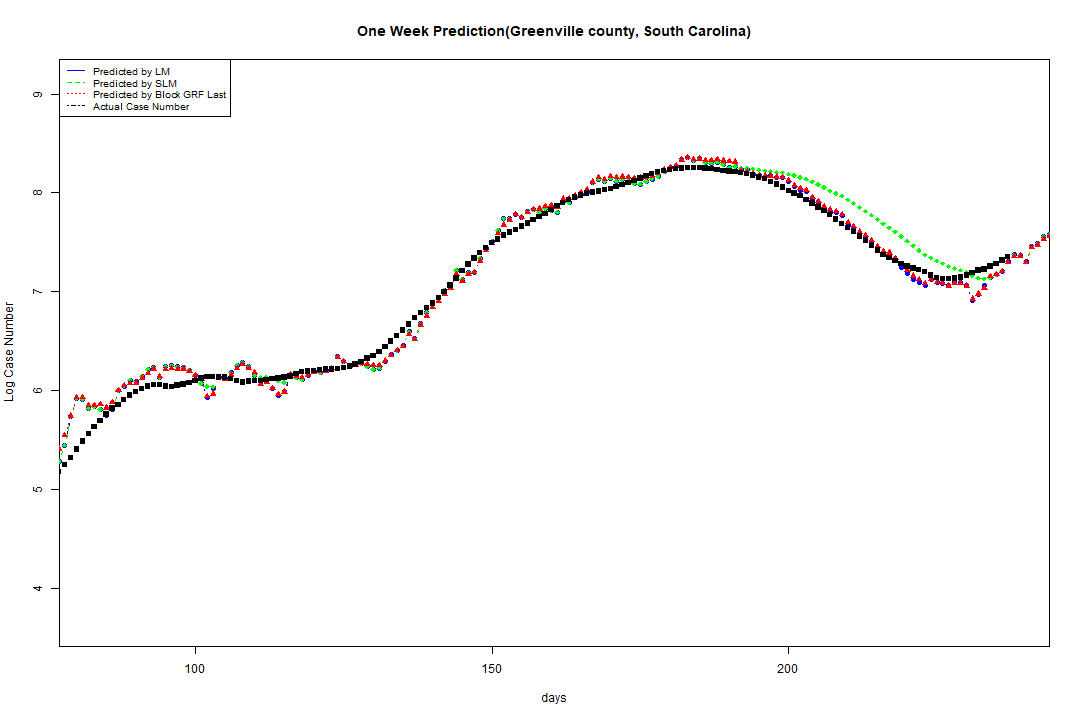 One Week Prediction(Greenville county, South Carolina)
Predicted by LM
Predicted by SLM
Predicted by Block GRF Last
Actual Case Number
9
8
7
6
5
4
Log Case Number
100 150 200
days